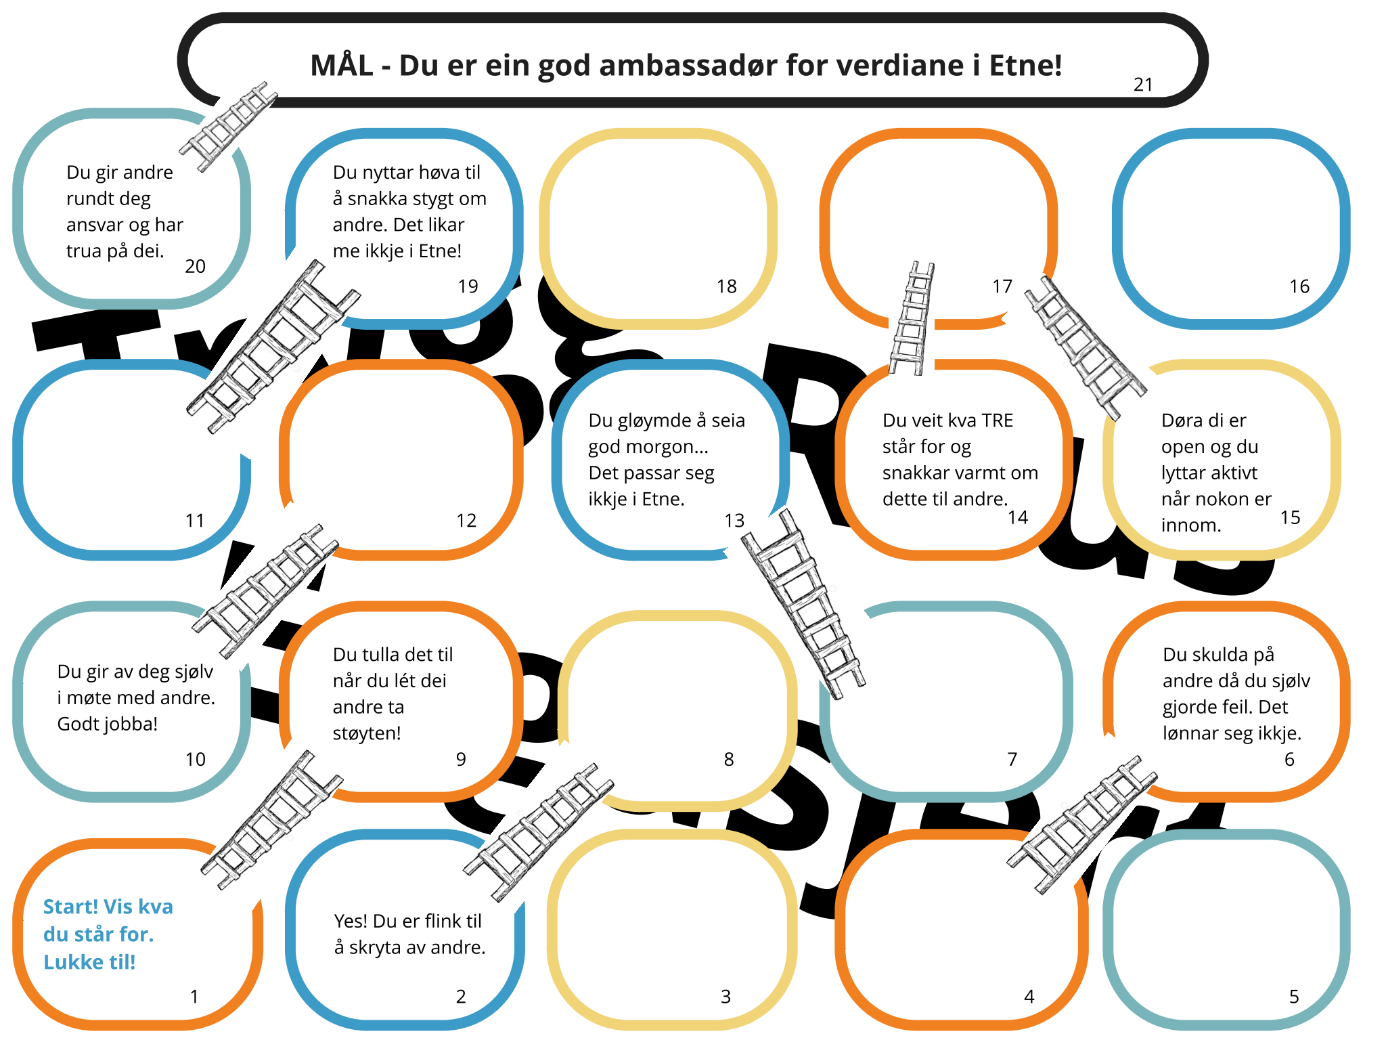 MÅL - Du er ein god ambassadør for verdiane i Etne!
21
Du gir andre
rundt deg
ansvar og har
trua på dei.
20
Du nyttar høva til
å snakka stygt om
andre. Det likar
me ikkje i Etne!
19
18
17
16
11
12
Du gløymde å seia
god morgon...
Det passar seg
ikkje i Etne.
13
Du veit kva TRE
står for og
snakkar varmt om
dette til andre.
14
Døra di er
open og du
lyttar aktivt
når nokon er
innom.
15
Du gir av deg sjølv
i møte med andre.
Godt jobba!
10
Du tulla det til
når du lét dei
andre ta
støyten!
9
8
7
Du skulda på
andre då du sjølv
gjorde feil. Det
lønnar seg ikkje.
6
Start! Vis kva
du står for.
Lukke til!
1
Yes! Du er flink til
å skryta av andre.
2
3
4
5